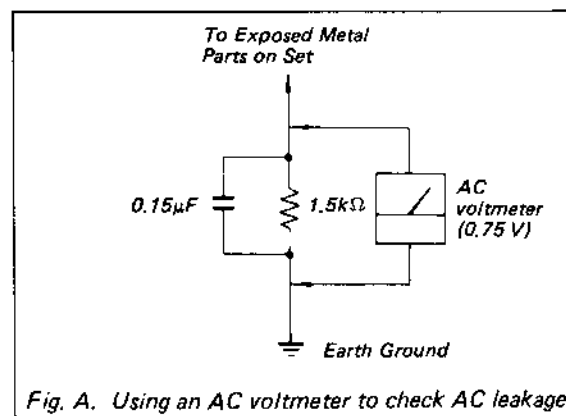 To Exposed Metal
Parts on Set
0.15µF
1.5kΩ
AC
voltmeter
(0.75 V)
Earth Ground
Fig. A. Using an AC voltmeter to check AC leakage